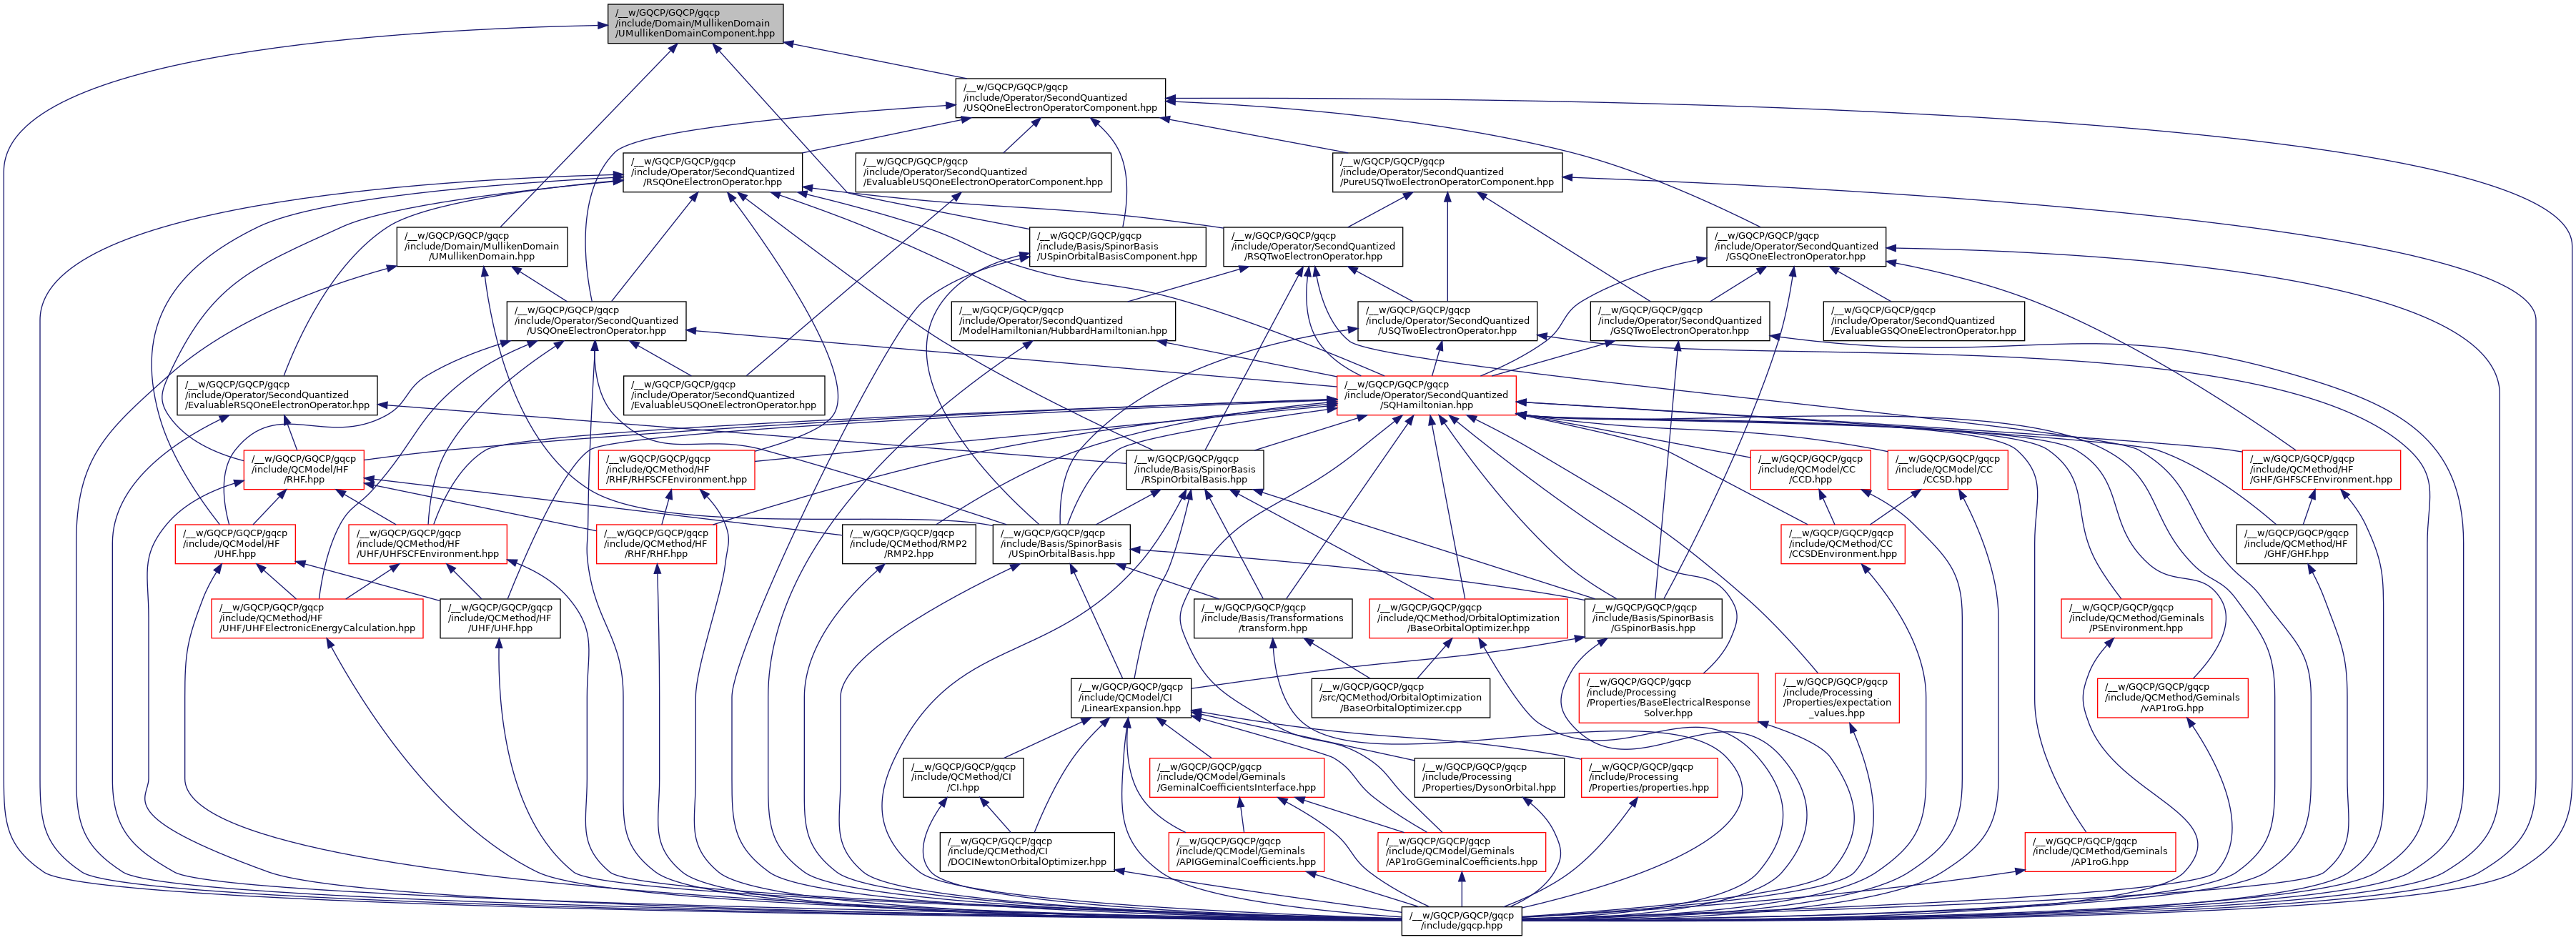 /__w/GQCP/GQCP/gqcp
/include/Domain/MullikenDomain
/UMullikenDomainComponent.hpp
/__w/GQCP/GQCP/gqcp
/include/Operator/SecondQuantized
/USQOneElectronOperatorComponent.hpp
/__w/GQCP/GQCP/gqcp
/include/Operator/SecondQuantized
/RSQOneElectronOperator.hpp
/__w/GQCP/GQCP/gqcp
/include/Operator/SecondQuantized
/EvaluableUSQOneElectronOperatorComponent.hpp
/__w/GQCP/GQCP/gqcp
/include/Operator/SecondQuantized
/PureUSQTwoElectronOperatorComponent.hpp
/__w/GQCP/GQCP/gqcp
/include/Domain/MullikenDomain
/UMullikenDomain.hpp
/__w/GQCP/GQCP/gqcp
/include/Basis/SpinorBasis
/USpinOrbitalBasisComponent.hpp
/__w/GQCP/GQCP/gqcp
/include/Operator/SecondQuantized
/RSQTwoElectronOperator.hpp
/__w/GQCP/GQCP/gqcp
/include/Operator/SecondQuantized
/GSQOneElectronOperator.hpp
/__w/GQCP/GQCP/gqcp
/include/Operator/SecondQuantized
/USQOneElectronOperator.hpp
/__w/GQCP/GQCP/gqcp
/include/Operator/SecondQuantized
/ModelHamiltonian/HubbardHamiltonian.hpp
/__w/GQCP/GQCP/gqcp
/include/Operator/SecondQuantized
/USQTwoElectronOperator.hpp
/__w/GQCP/GQCP/gqcp
/include/Operator/SecondQuantized
/GSQTwoElectronOperator.hpp
/__w/GQCP/GQCP/gqcp
/include/Operator/SecondQuantized
/EvaluableGSQOneElectronOperator.hpp
/__w/GQCP/GQCP/gqcp
/include/Operator/SecondQuantized
/EvaluableRSQOneElectronOperator.hpp
/__w/GQCP/GQCP/gqcp
/include/Operator/SecondQuantized
/EvaluableUSQOneElectronOperator.hpp
/__w/GQCP/GQCP/gqcp
/include/Operator/SecondQuantized
/SQHamiltonian.hpp
/__w/GQCP/GQCP/gqcp
/include/QCModel/HF
/RHF.hpp
/__w/GQCP/GQCP/gqcp
/include/QCMethod/HF
/RHF/RHFSCFEnvironment.hpp
/__w/GQCP/GQCP/gqcp
/include/Basis/SpinorBasis
/RSpinOrbitalBasis.hpp
/__w/GQCP/GQCP/gqcp
/include/QCModel/CC
/CCD.hpp
/__w/GQCP/GQCP/gqcp
/include/QCModel/CC
/CCSD.hpp
/__w/GQCP/GQCP/gqcp
/include/QCMethod/HF
/GHF/GHFSCFEnvironment.hpp
/__w/GQCP/GQCP/gqcp
/include/QCModel/HF
/UHF.hpp
/__w/GQCP/GQCP/gqcp
/include/QCMethod/HF
/UHF/UHFSCFEnvironment.hpp
/__w/GQCP/GQCP/gqcp
/include/QCMethod/HF
/RHF/RHF.hpp
/__w/GQCP/GQCP/gqcp
/include/QCMethod/RMP2
/RMP2.hpp
/__w/GQCP/GQCP/gqcp
/include/Basis/SpinorBasis
/USpinOrbitalBasis.hpp
/__w/GQCP/GQCP/gqcp
/include/QCMethod/CC
/CCSDEnvironment.hpp
/__w/GQCP/GQCP/gqcp
/include/QCMethod/HF
/GHF/GHF.hpp
/__w/GQCP/GQCP/gqcp
/include/QCMethod/HF
/UHF/UHFElectronicEnergyCalculation.hpp
/__w/GQCP/GQCP/gqcp
/include/QCMethod/HF
/UHF/UHF.hpp
/__w/GQCP/GQCP/gqcp
/include/Basis/Transformations
/transform.hpp
/__w/GQCP/GQCP/gqcp
/include/QCMethod/OrbitalOptimization
/BaseOrbitalOptimizer.hpp
/__w/GQCP/GQCP/gqcp
/include/Basis/SpinorBasis
/GSpinorBasis.hpp
/__w/GQCP/GQCP/gqcp
/include/QCMethod/Geminals
/PSEnvironment.hpp
/__w/GQCP/GQCP/gqcp
/include/QCModel/CI
/LinearExpansion.hpp
/__w/GQCP/GQCP/gqcp
/src/QCMethod/OrbitalOptimization
/BaseOrbitalOptimizer.cpp
/__w/GQCP/GQCP/gqcp
/include/Processing
/Properties/BaseElectricalResponse
Solver.hpp
/__w/GQCP/GQCP/gqcp
/include/Processing
/Properties/expectation
_values.hpp
/__w/GQCP/GQCP/gqcp
/include/QCMethod/Geminals
/vAP1roG.hpp
/__w/GQCP/GQCP/gqcp
/include/QCMethod/CI
/CI.hpp
/__w/GQCP/GQCP/gqcp
/include/QCModel/Geminals
/GeminalCoefficientsInterface.hpp
/__w/GQCP/GQCP/gqcp
/include/Processing
/Properties/DysonOrbital.hpp
/__w/GQCP/GQCP/gqcp
/include/Processing
/Properties/properties.hpp
/__w/GQCP/GQCP/gqcp
/include/QCMethod/CI
/DOCINewtonOrbitalOptimizer.hpp
/__w/GQCP/GQCP/gqcp
/include/QCModel/Geminals
/APIGGeminalCoefficients.hpp
/__w/GQCP/GQCP/gqcp
/include/QCModel/Geminals
/AP1roGGeminalCoefficients.hpp
/__w/GQCP/GQCP/gqcp
/include/QCMethod/Geminals
/AP1roG.hpp
/__w/GQCP/GQCP/gqcp
/include/gqcp.hpp